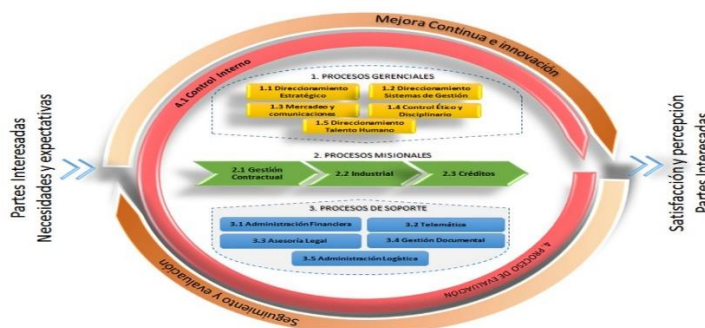 Mejora Continua e innovación
4.1 Control Interno
1. PROCESOS GERENCIALES
1.1 Direccionamiento
Estratégico
1.2 Direccionamiento
Sistemas de Gestión
1.3 Mercadeo y
comunicaciones
1.4 Control Ético y
Disciplinario
1.5 Direccionamiento
Talento Humano
Partes Interesadas
Necesidades y expectativas
2. PROCESOS MISIONALES
2.1 Gestión
Contractual
2.2 Industrial
2.3 Créditos
Satisfacción y percepción
Partes Interesadas
3. PROCESOS DE SOPORTE
3.1 Administración Financiera
3.2 Telemática
3.3 Asesoría Legal
3.4 Gestión Documental
3.5 Administración Logística
4. PROCESO DE EVALUACIÓN
Seguimiento y evaluación